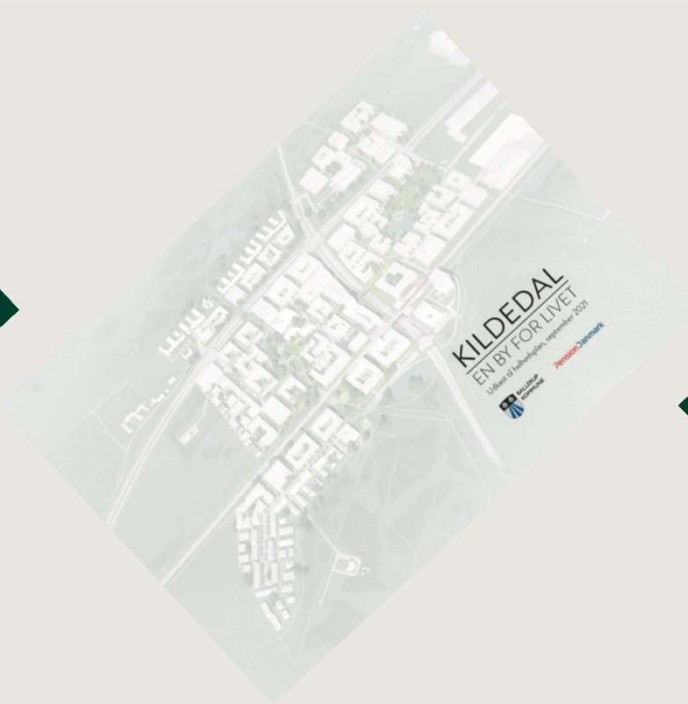 KILDEDAL
EN BY FOR LIVET
Udkast til helhedsplan, september 2021
BALLERUP
KOMMUNE
PensionDanmark